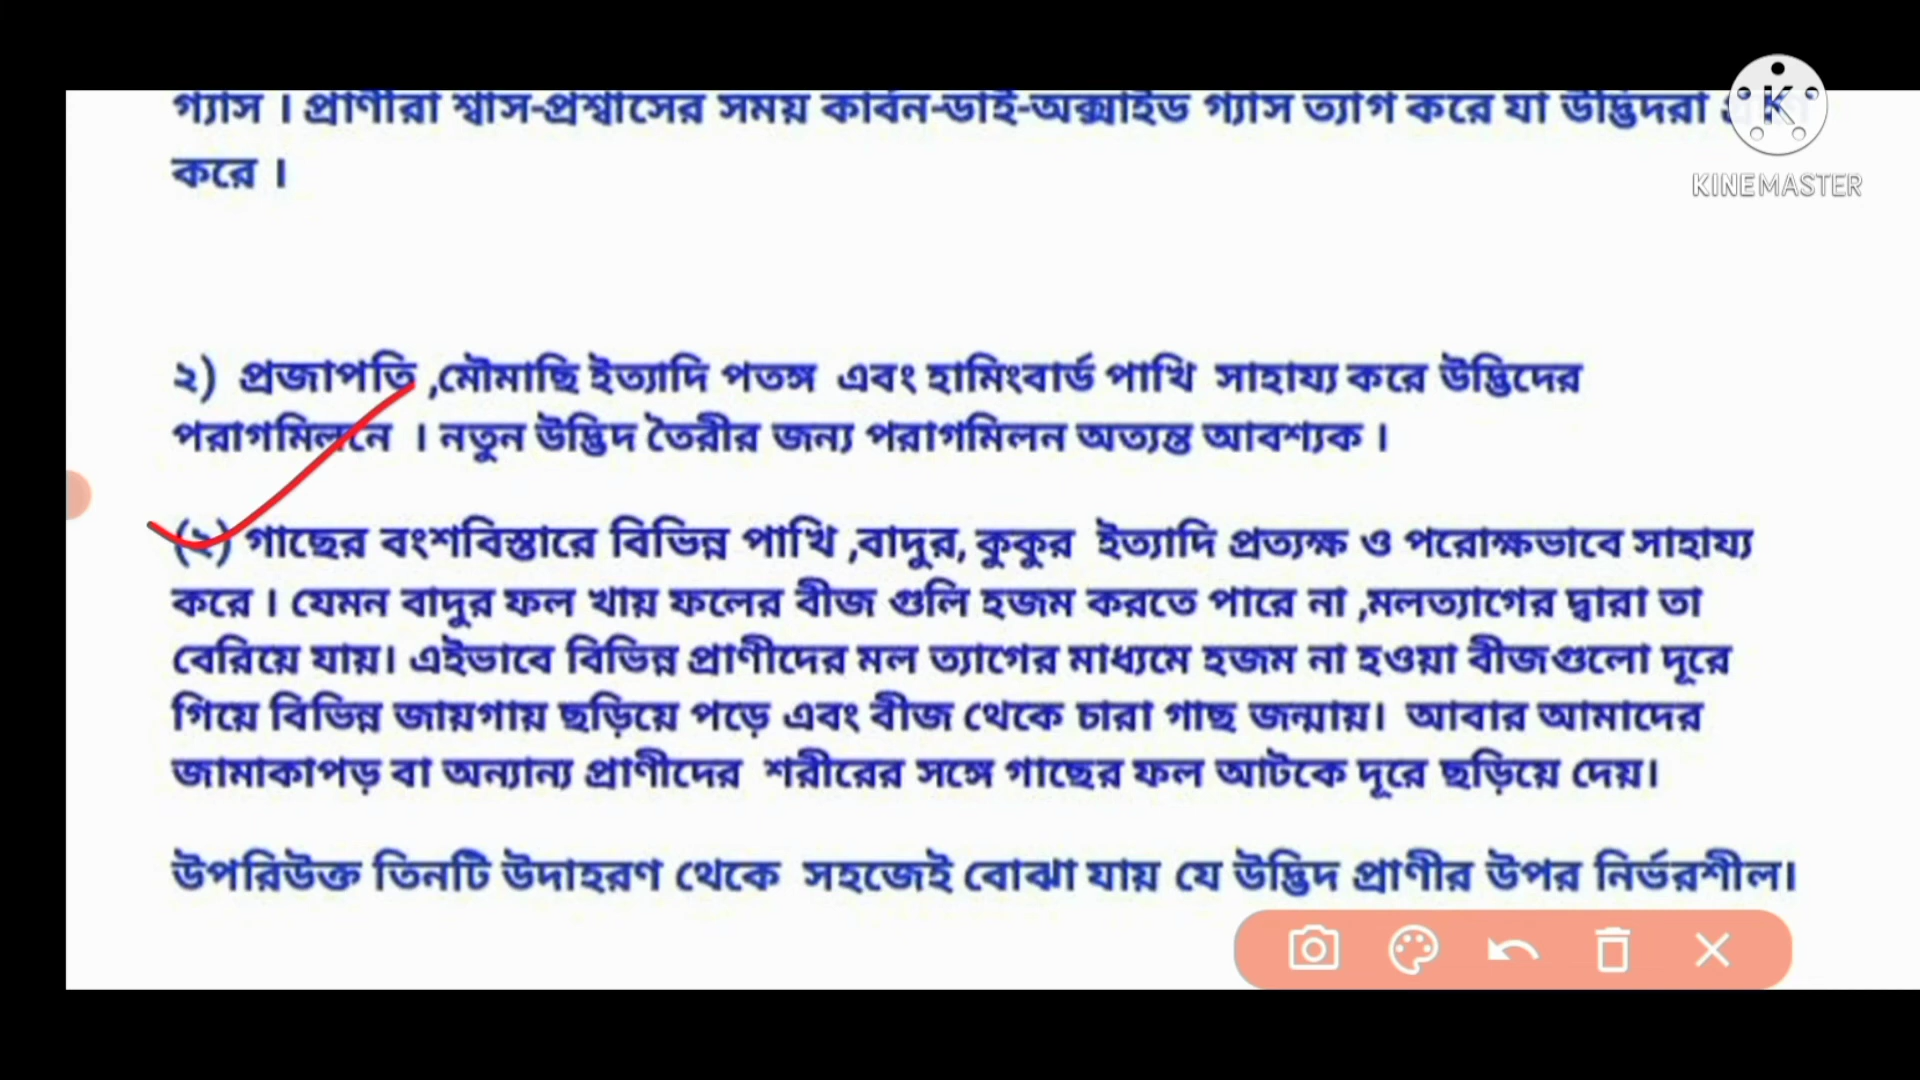 গ্যাস । প্রাণীরা শ্বাস-প্রশ্বাসের সময় কার্বন-ডাই-অক্সাইড গ্যাস ত্যাগ করে যা উদ্ভিদরা
করে ।
KINEMASTER
২) প্রজাপতি ,মৌমাছি ইত্যাদি পতঙ্গ এবং হামিংবার্ড পাখি সাহায্য করে উদ্ভিদের
পরাগমিলনে । নতুন উদ্ভিদ তৈরীর জন্য পরাগমিলন অত্যন্ত আবশ্যক ।
(২) গাছের বংশবিস্তারে বিভিন্ন পাখি ,বাদুর, কুকুর ইত্যাদি প্রত্যক্ষ ও পরোক্ষভাবে সাহায্য
করে । যেমন বাদুর ফল খায় ফলের বীজ গুলি হজম করতে পারে না ,মলত্যাগের দ্বারা তা
বেরিয়ে যায়। এইভাবে বিভিন্ন প্রাণীদের মল ত্যাগের মাধ্যমে হজম না হওয়া বীজগুলো দূরে
গিয়ে বিভিন্ন জায়গায় ছড়িয়ে পড়ে এবং বীজ থেকে চারা গাছ জন্মায়। আবার আমাদের
জামাকাপড় বা অন্যান্য প্রাণীদের শরীরের সঙ্গে গাছের ফল আটকে দূরে ছড়িয়ে দেয়।
উপরিউক্ত তিনটি উদাহরণ থেকে সহজেই বোঝা যায় যে উদ্ভিদ প্রাণীর উপর নির্ভরশীল।